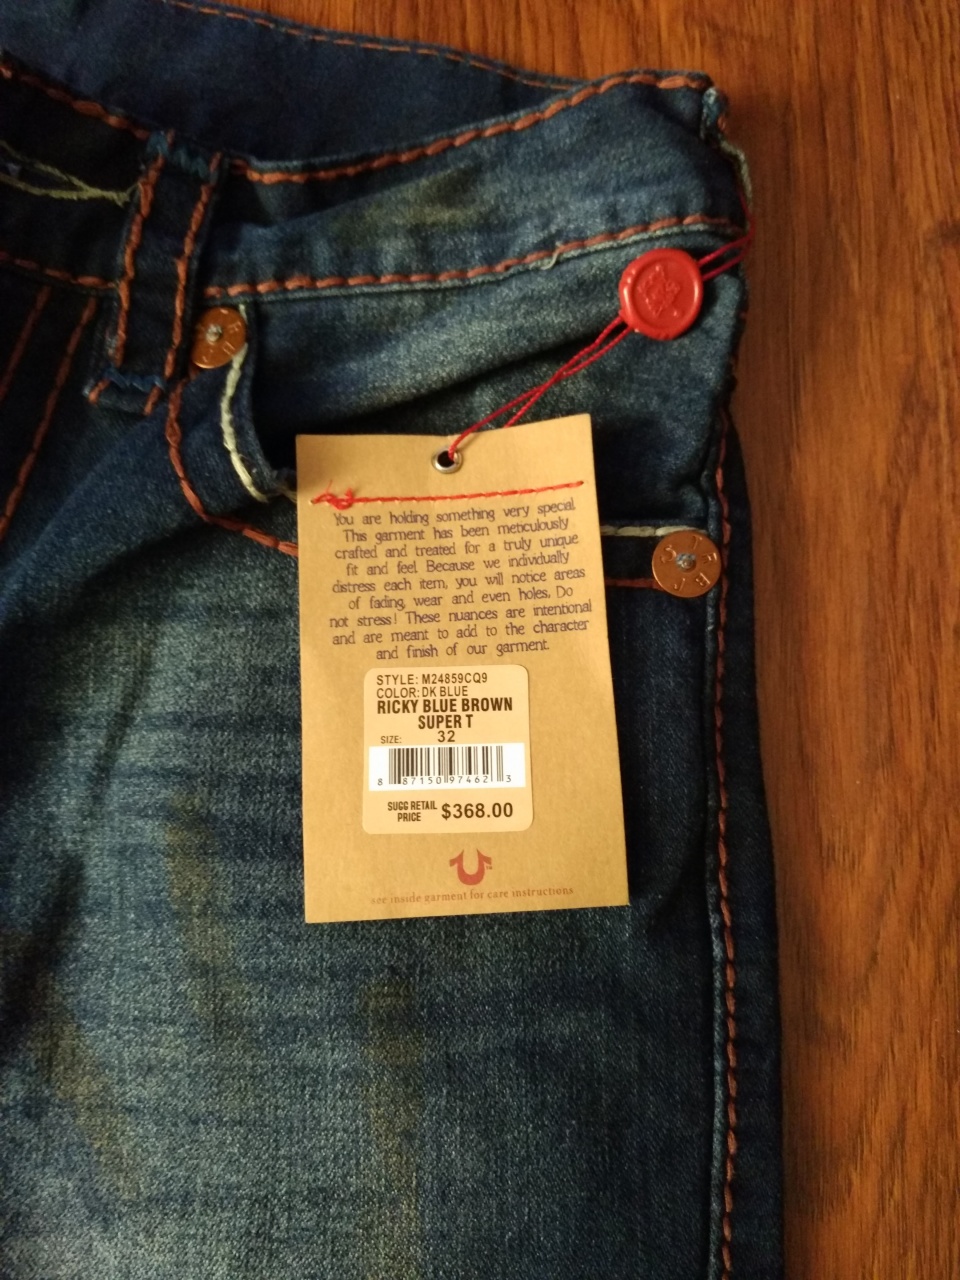 You are holding something very special.
This garment has been meticulously
crafted and treated for a truly unique
fit and feel. Because we individually
distress each item, you will notice areas
of fading, wear and even holes. Do
not stress! These nuances are intentional
and are meant to add to the character
and finish of our garment.
STYLE: M24859CQ9
COLOR: DK BLUE
RICKY BLUE BROWN
SUPER T
SIZE: 32
8 87150 97462 3
SUGG RETAIL
PRICE $368.00
see inside garment for care instructions